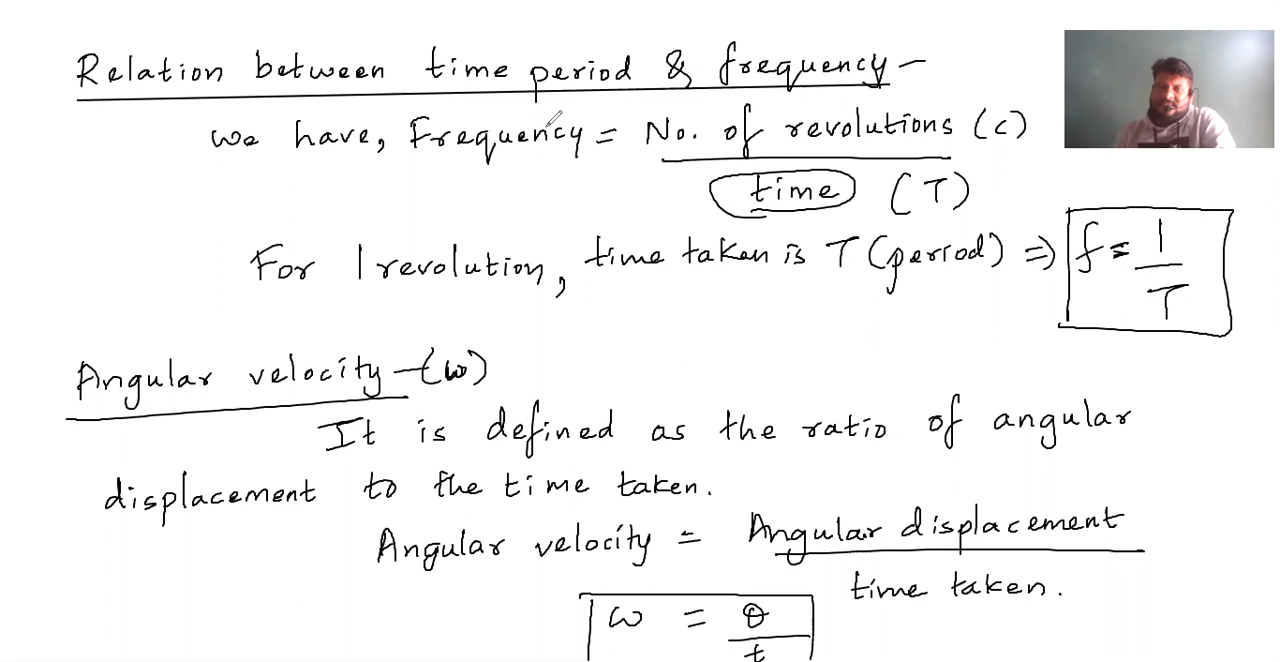 Relation between time period & frequency –
We have, Frequency = No. of revolutions (c)
time (T)
For 1 revolution, time taken is T (period) ⇒ f = 1/T
Angular velocity – (ω)
It is defined as the ratio of angular
displacement to the time taken.
Angular velocity = Angular displacement
time taken.
ω = θ/t